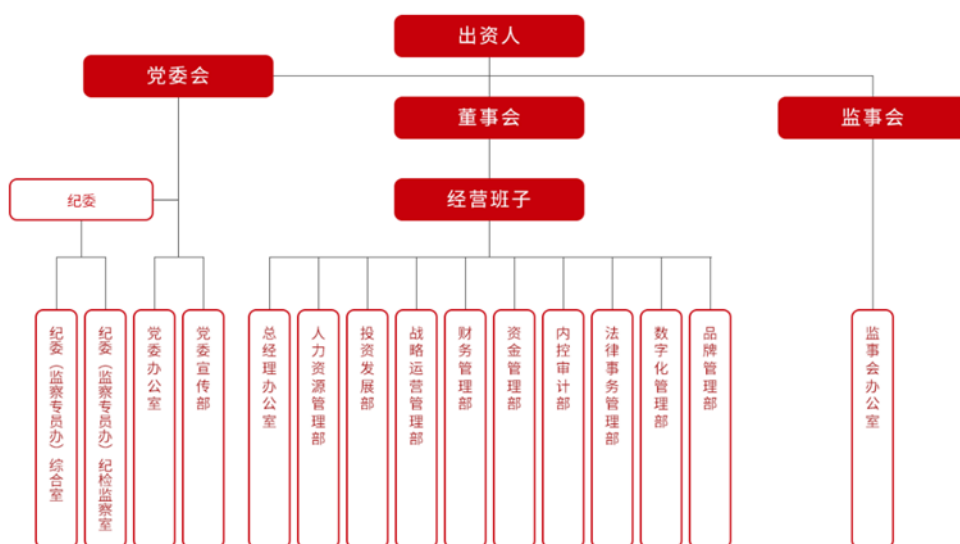 出资人
党委会
董事会
监事会
经营班子
纪委
纪委（监察专员办）综合室
纪委（监察专员办）纪检监察室
党委办公室
党委宣传部
总经理办公室
人力资源管理部
投资发展部
战略运营管理部
财务管理部
资金管理部
内控审计部
法律事务管理部
数字化管理部
品牌管理部
监事会办公室